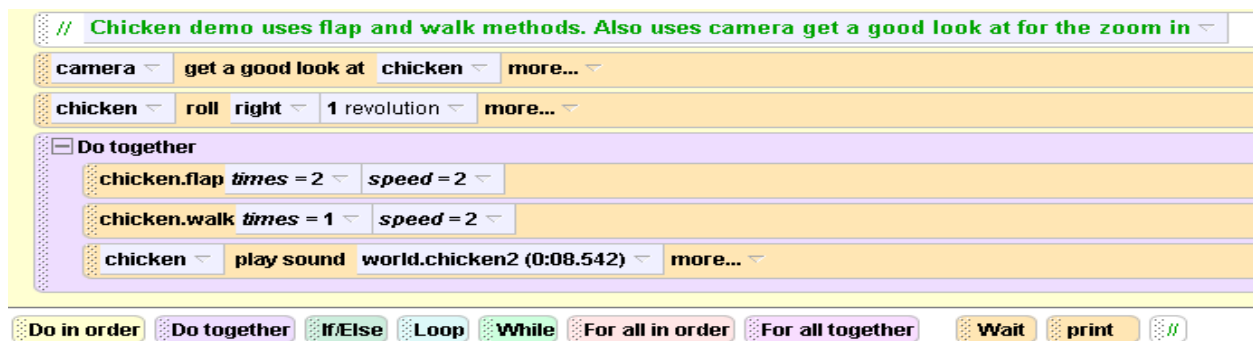 // Chicken demo uses flap and walk methods. Also uses camera get a good look at for the zoom in
camera get a good look at chicken more...
chicken roll right 1 revolution more...
Do together
chicken.flap times = 2 speed = 2
chicken.walk times = 1 speed = 2
chicken play sound world.chicken2 (0:08.542) more...
Do in order Do together If/Else Loop While For all in order For all together Wait print //